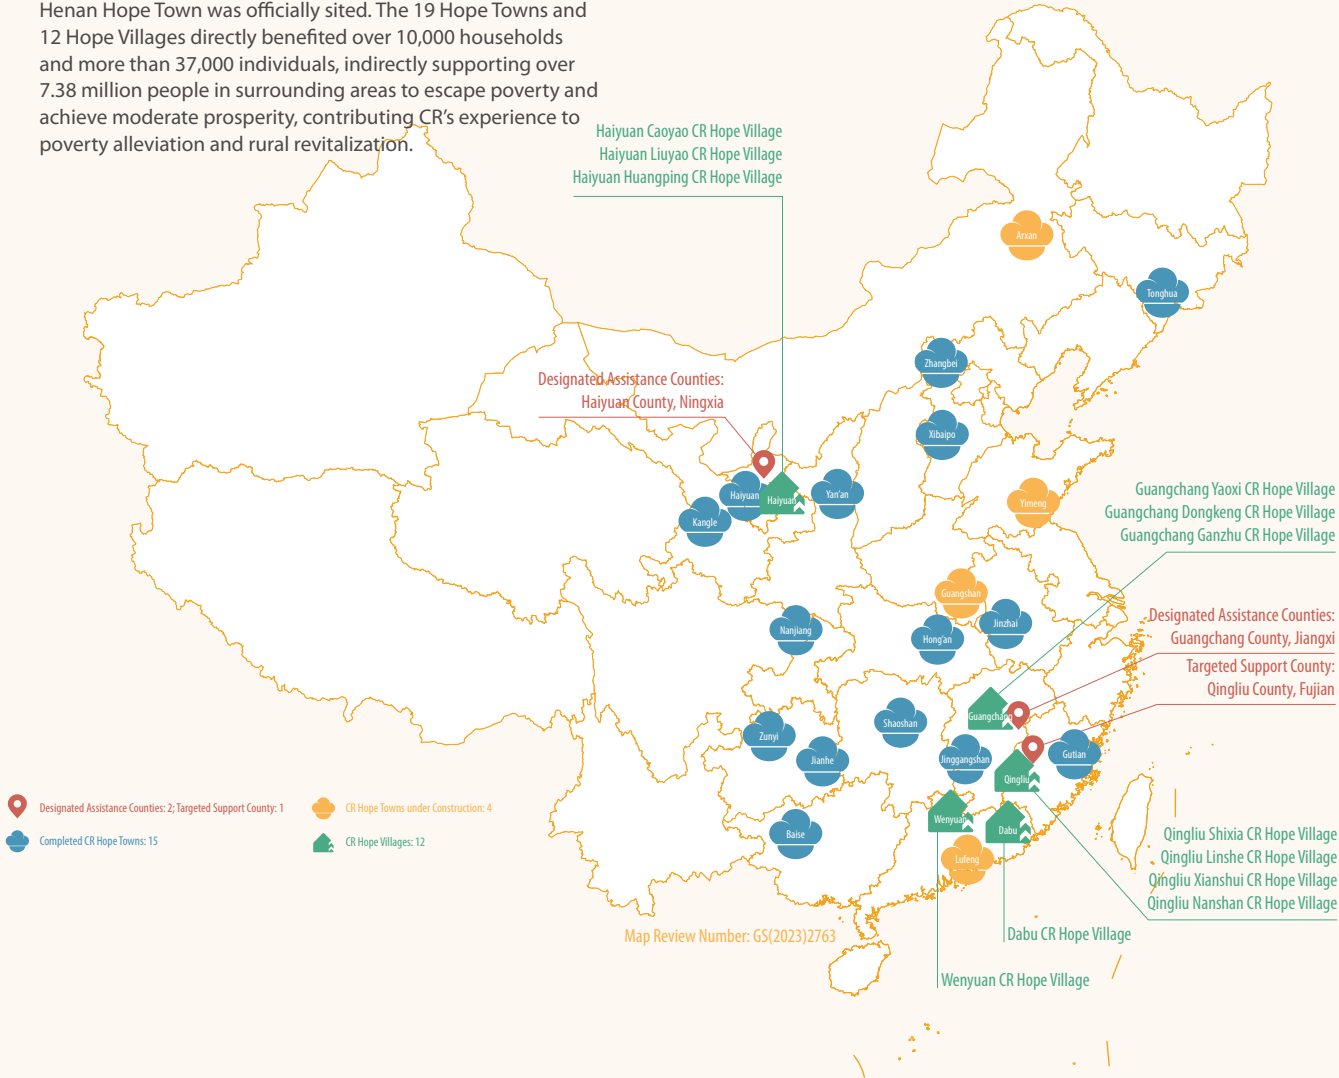 Henan Hope Town was officially sited. The 19 Hope Towns and
12 Hope Villages directly benefited over 10,000 households
and more than 37,000 individuals, indirectly supporting over
7.38 million people in surrounding areas to escape poverty and
achieve moderate prosperity, contributing CR’s experience to
poverty alleviation and rural revitalization.
Haiyuan Caoyao CR Hope Village
Haiyuan Liuyao CR Hope Village
Haiyuan Huangping CR Hope Village
Arxan
Tonghua
Zhangbei
Designated Assistance Counties:
Haiyuan County, Ningxia
Xibaipo
Haiyuan
Haiyuan
Yan’an
Kangle
Yimeng
Guangchang Yaoxi CR Hope Village
Guangchang Dongkeng CR Hope Village
Guangchang Ganzhu CR Hope Village
Guangshan
Jinzhai
Hong’an
Nanjiang
Designated Assistance Counties:
Guangchang County, Jiangxi
Targeted Support County:
Qingliu County, Fujian
Guangchang
Shaoshan
Zunyi
Jianhe
Jinggangshan
Gutian
Qingliu
Wenyuan
Dabu
Baise
Lufeng
Designated Assistance Counties: 2; Targeted Support County: 1
CR Hope Towns under Construction: 4
Completed CR Hope Towns: 15
CR Hope Villages: 12
Qingliu Shixia CR Hope Village
Qingliu Linshe CR Hope Village
Qingliu Xianshui CR Hope Village
Qingliu Nanshan CR Hope Village
Map Review Number: GS(2023)2763
Dabu CR Hope Village
Wenyuan CR Hope Village